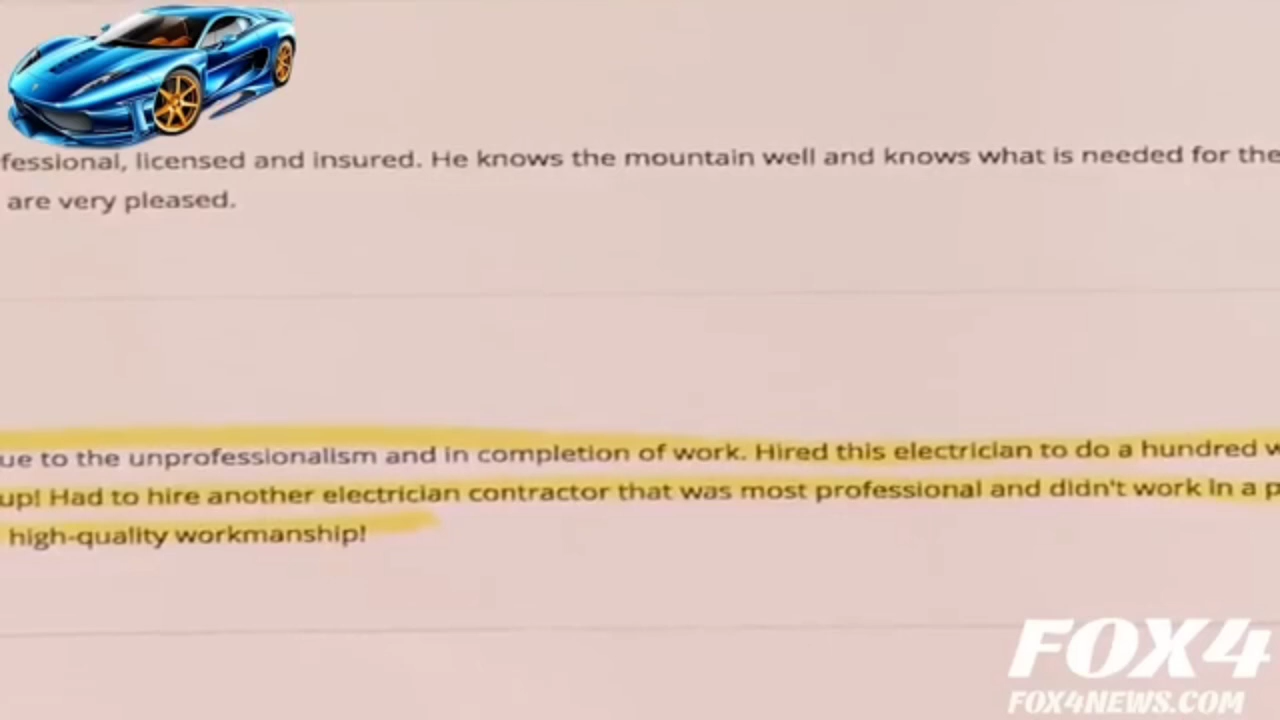 fessional, licensed and insured. He knows the mountain well and knows what is needed for the
are very pleased.
ue to the unprofessionalism and in completion of work. Hired this electrician to do a hundred w
up! Had to hire another electrician contractor that was most professional and didn't work in a p
high-quality workmanship!
FOX4
FOX4NEWS.COM